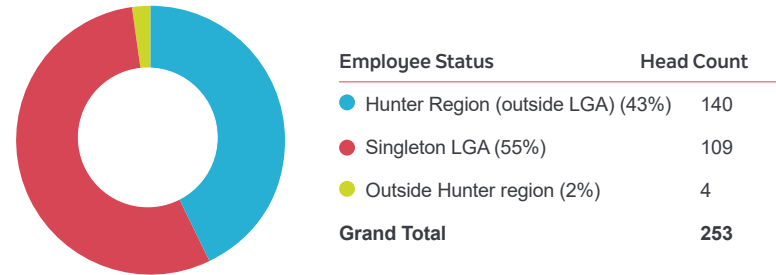 Employee Status Head Count
Hunter Region (outside LGA) (43%) 140
Singleton LGA (55%) 109
Outside Hunter region (2%) 4
Grand Total 253